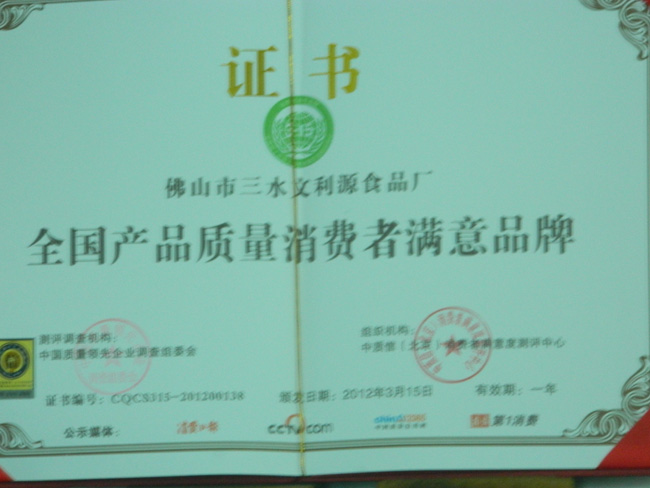 证书
315
佛山市三水文利源食品厂
全国产品质量消费者满意品牌
测评调查机构：
中国质量领先企业调查组委会
组织机构：
证书编号：CQCS315-201200138
颁发日期：2012年3月15日
有效期：一年
公示媒体：
CCTV.com
第1消费